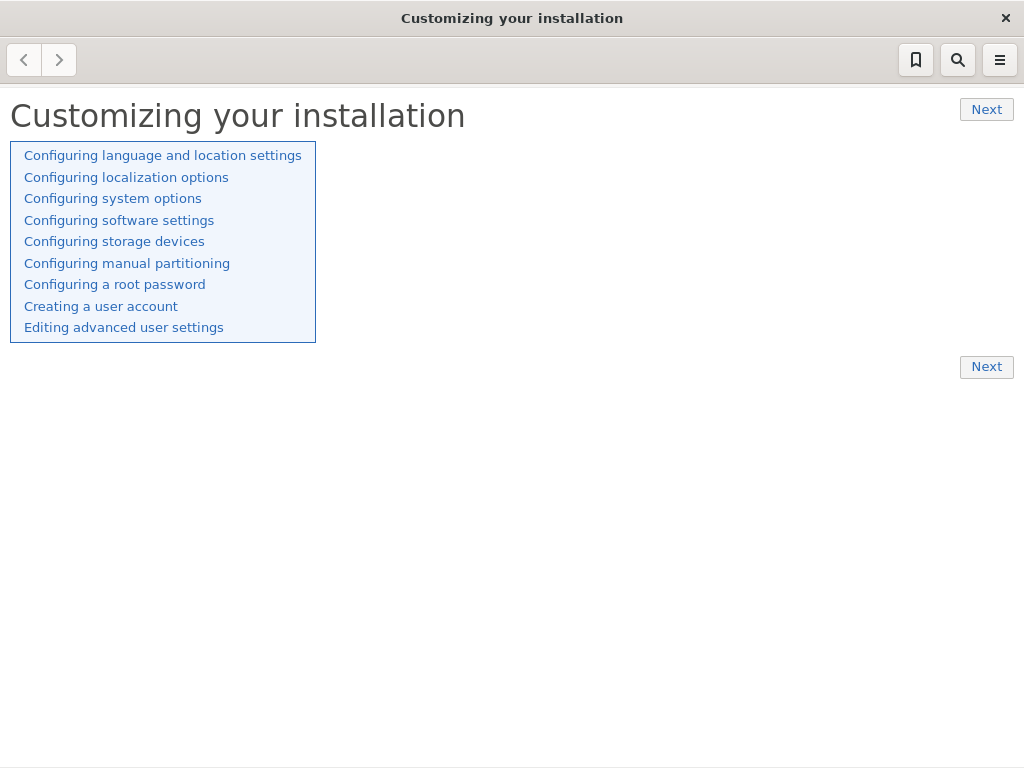 Customizing your installation
Customizing your installation
Next
Configuring language and location settings
Configuring localization options
Configuring system options
Configuring software settings
Configuring storage devices
Configuring manual partitioning
Configuring a root password
Creating a user account
Editing advanced user settings
Next